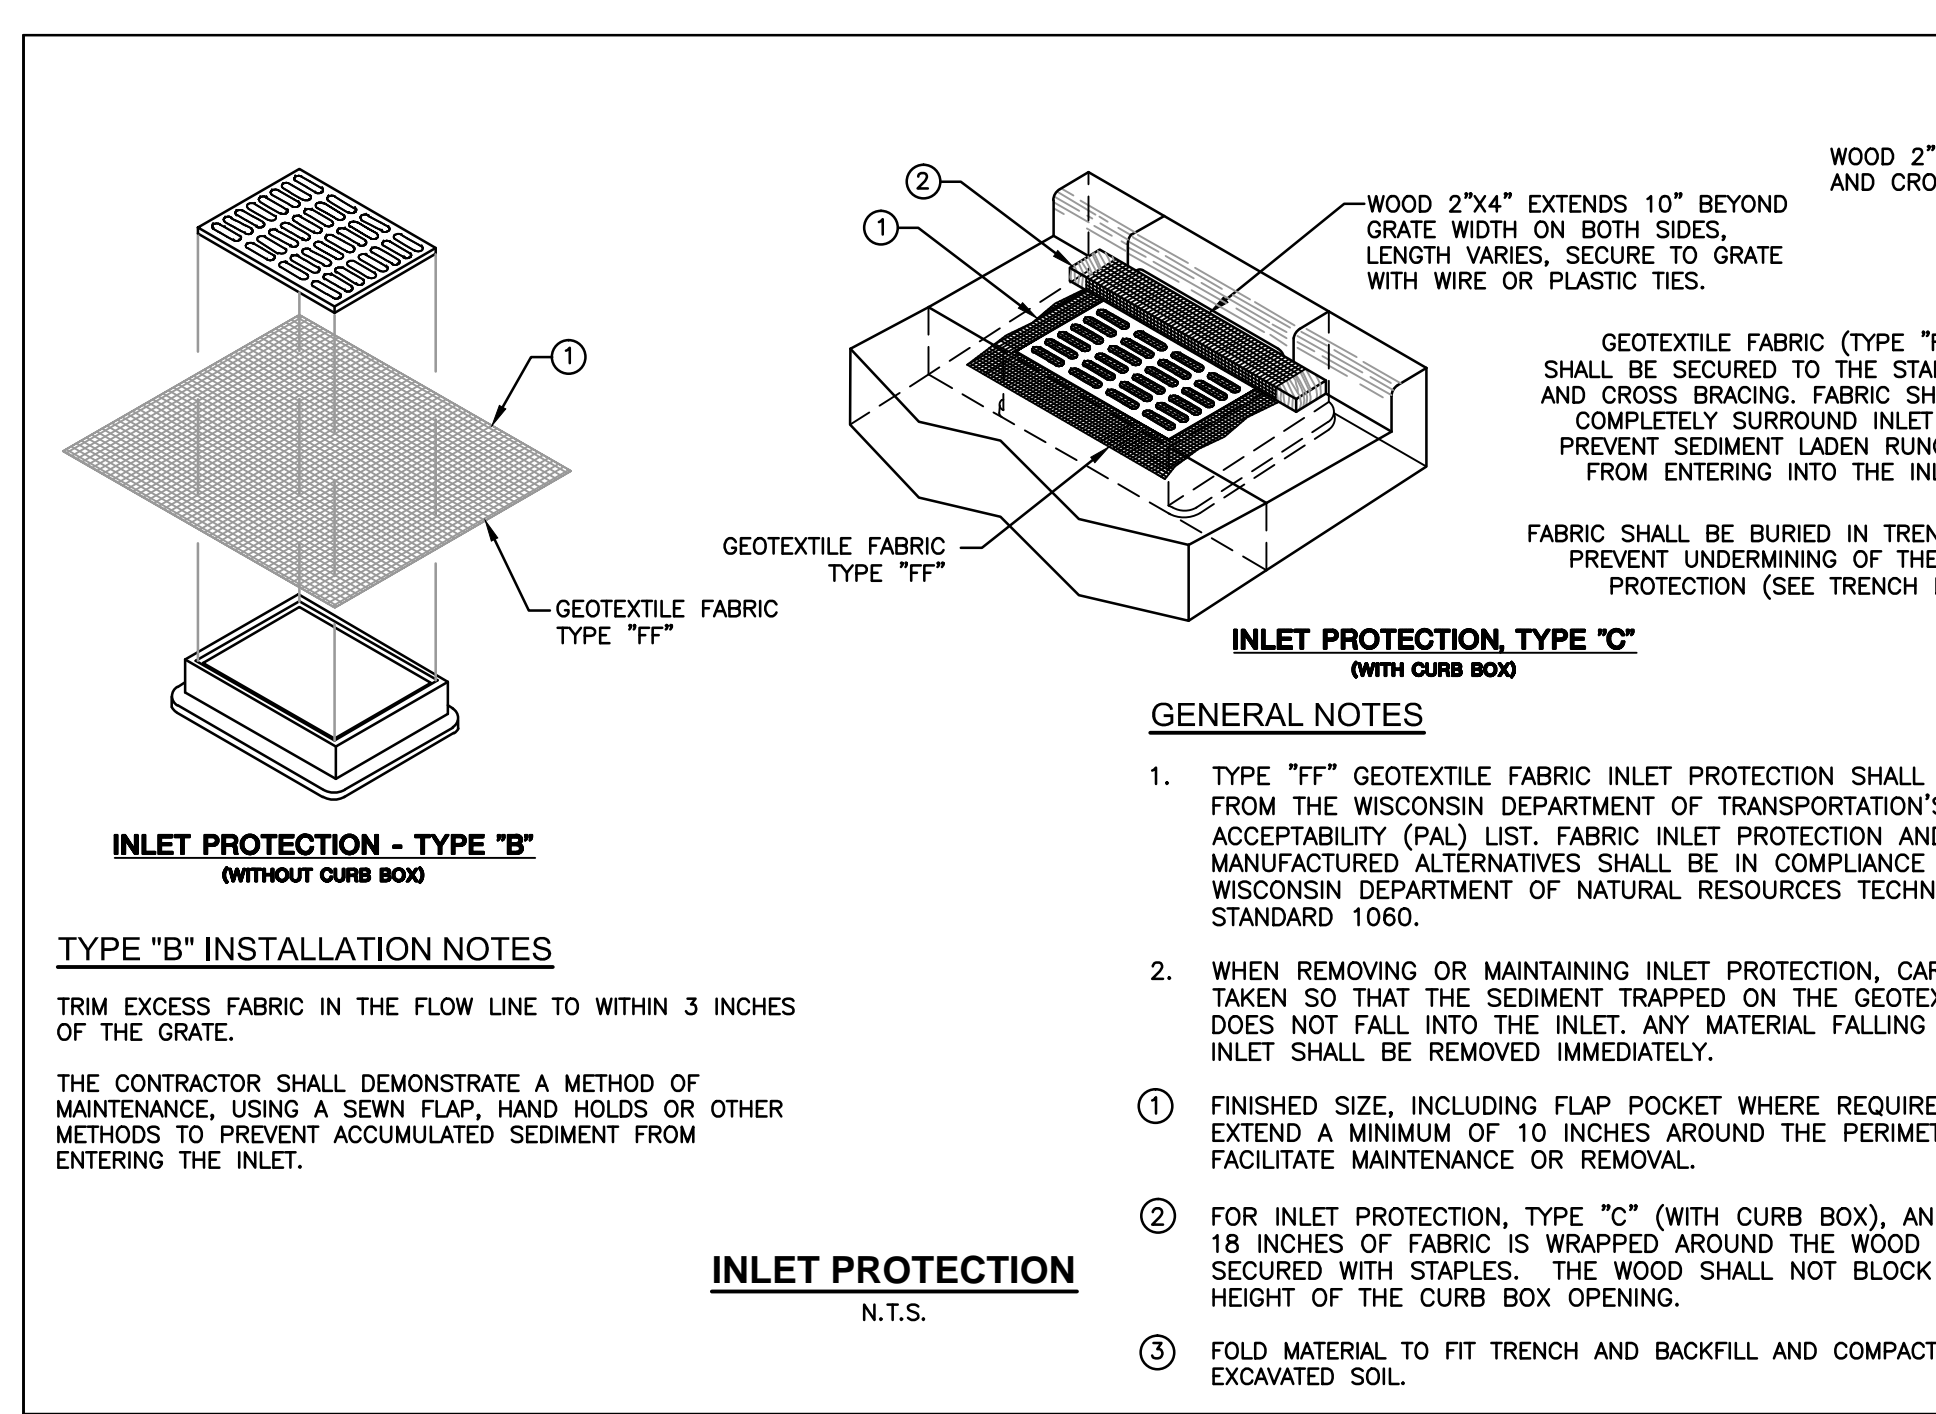 ①
GEOTEXTILE FABRIC
TYPE "FF"
INLET PROTECTION - TYPE "B"
(WITHOUT CURB BOX)
TYPE "B" INSTALLATION NOTES
TRIM EXCESS FABRIC IN THE FLOW LINE TO WITHIN 3 INCHES
OF THE GRATE.
THE CONTRACTOR SHALL DEMONSTRATE A METHOD OF
MAINTENANCE, USING A SEWN FLAP, HAND HOLDS OR OTHER
METHODS TO PREVENT ACCUMULATED SEDIMENT FROM
ENTERING THE INLET.
②
①
WOOD 2"X4" EXTENDS 10" BEYOND
GRATE WIDTH ON BOTH SIDES,
LENGTH VARIES, SECURE TO GRATE
WITH WIRE OR PLASTIC TIES.
GEOTEXTILE FABRIC
TYPE "FF"
INLET PROTECTION, TYPE "C"
(WITH CURB BOX)
WOOD 2"
AND
GEOTEXTILE FABRIC (TYPE
SHALL BE SECURED TO THE
AND CROSS BRACING. FABRIC
COMPLETELY SURROUND INLET
PREVENT SEDIMENT LADEN
FROM ENTERING INTO THE
FABRIC SHALL BE BURIED IN
PREVENT UNDERMINING OF THE
PROTECTION (SEE TRENCH
GENERAL NOTES
1. TYPE "FF" GEOTEXTILE FABRIC INLET PROTECTION SHALL
FROM THE WISCONSIN DEPARTMENT OF TRANSPORTATION'S
ACCEPTABILITY (PAL) LIST. FABRIC INLET PROTECTION
MANUFACTURED ALTERNATIVES SHALL BE IN COMPLIANCE
WISCONSIN DEPARTMENT OF NATURAL RESOURCES
STANDARD 1060.
2. WHEN REMOVING OR MAINTAINING INLET PROTECTION,
TAKEN SO THAT THE SEDIMENT TRAPPED ON THE
DOES NOT FALL INTO THE INLET. ANY MATERIAL FALLING
INLET SHALL BE REMOVED IMMEDIATELY.
① FINISHED SIZE, INCLUDING FLAP POCKET WHERE
EXTEND A MINIMUM OF 10 INCHES AROUND THE
FACILITATE MAINTENANCE OR REMOVAL.
② FOR INLET PROTECTION, TYPE "C" (WITH CURB BOX), AN
18 INCHES OF FABRIC IS WRAPPED AROUND THE WOOD
SECURED WITH STAPLES. THE WOOD SHALL NOT BLOCK
HEIGHT OF THE CURB BOX OPENING.
③ FOLD MATERIAL TO FIT TRENCH AND BACKFILL AND COMPACT
EXCAVATED SOIL.
INLET PROTECTION
N.T.S.